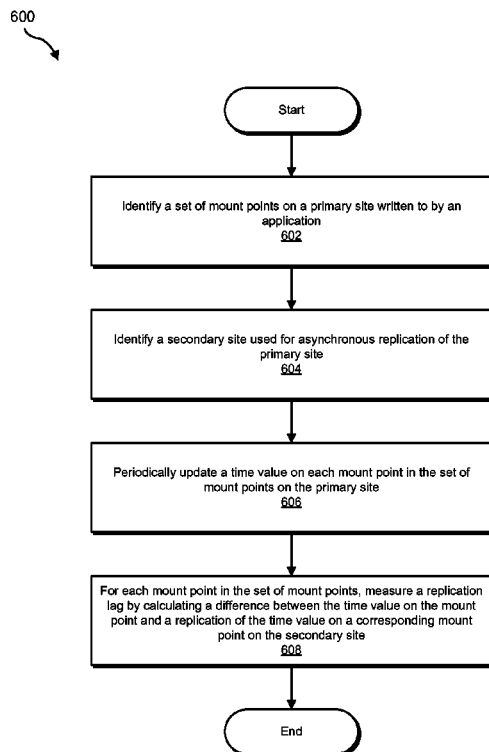 600
Start
Identify a set of mount points on a primary site written to by an
application
602
Identify a secondary site used for asynchronous replication of the
primary site
604
Periodically update a time value on each mount point in the set of
mount points on the primary site
606
For each mount point in the set of mount points, measure a replication
lag by calculating a difference between the time value on the mount
point and a replication of the time value on a corresponding mount
point on the secondary site
608
End